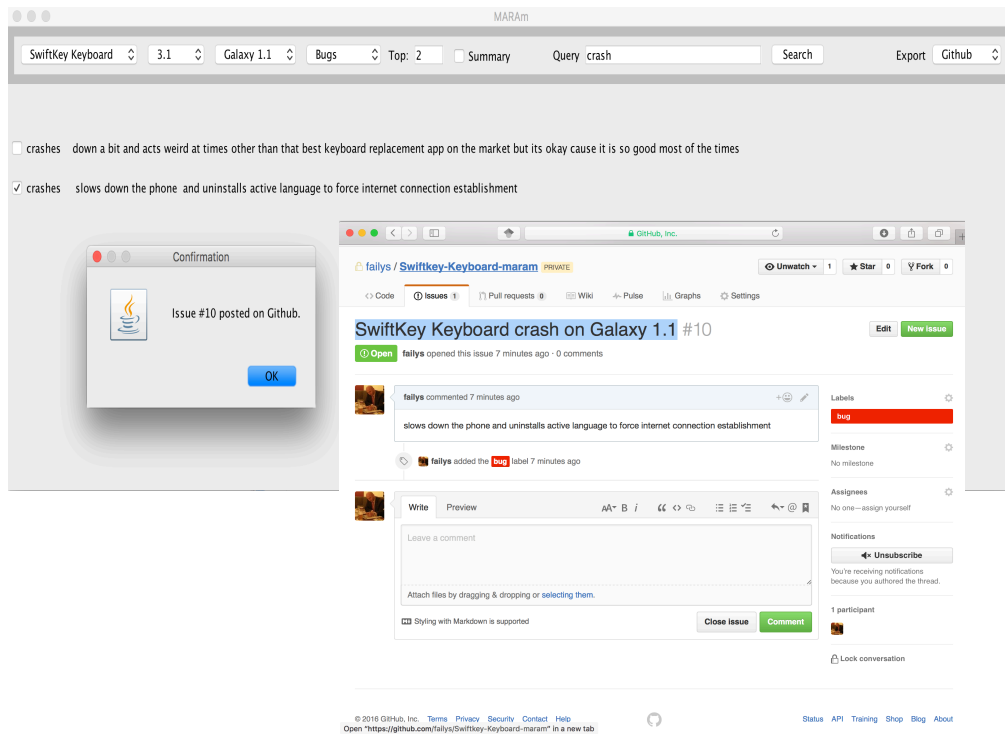 MARAm
SwiftKey Keyboard 3.1 Galaxy 1.1 Bugs Top: 2 Summary Query crash Search Export Github
crashes down a bit and acts weird at times other than that best keyboard replacement app on the market but its okay cause it is so good most of the times
crashes slows down the phone and uninstalls active language to force internet connection establishment
Confirmation
Issue #10 posted on Github.
OK
GitHub, Inc.
failys / Swiftkey-Keyboard-maram PRIVATE
Unwatch 1 Star 0 Fork 0
Code Issues 1 Pull requests 0 Wiki Pulse Graphs Settings
SwiftKey Keyboard crash on Galaxy 1.1 #10
Edit New issue
Open failys opened this issue 7 minutes ago · 0 comments
failys commented 7 minutes ago
slows down the phone and uninstalls active language to force internet connection establishment
failys added the bug label 7 minutes ago
Write Preview
AA B i
Leave a comment
Attach files by dragging & dropping or selecting them.
Styling with Markdown is supported
Close issue Comment
Labels
bug
Milestone
No milestone
Assignees
No one—assign yourself
Notifications
Unsubscribe
You're receiving notifications
because you authored the thread.
1 participant
Lock conversation
© 2016 GitHub, Inc. Terms Privacy Security Contact Help
Status API Training Shop Blog About
Open "https://github.com/failys/Swiftkey-Keyboard-maram" in a new tab